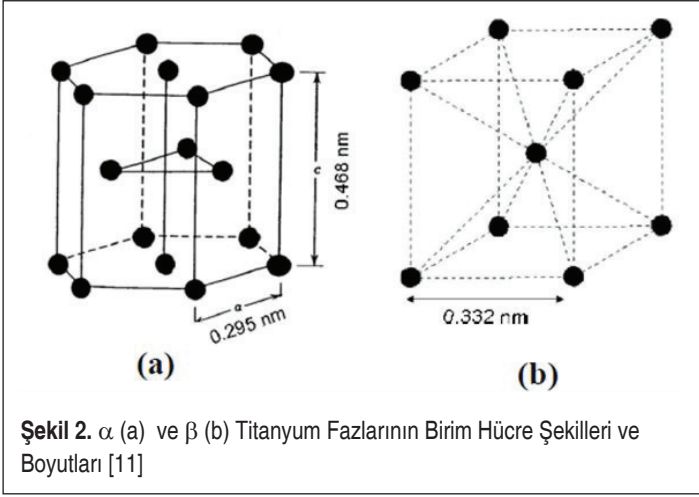 c
0.468 nm
α
0.295 nm
(a)
0.332 nm
(b)
Şekil 2. α (a) ve β (b) Titanyum Fazlarının Birim Hücre Şekilleri ve
Boyutları [11]